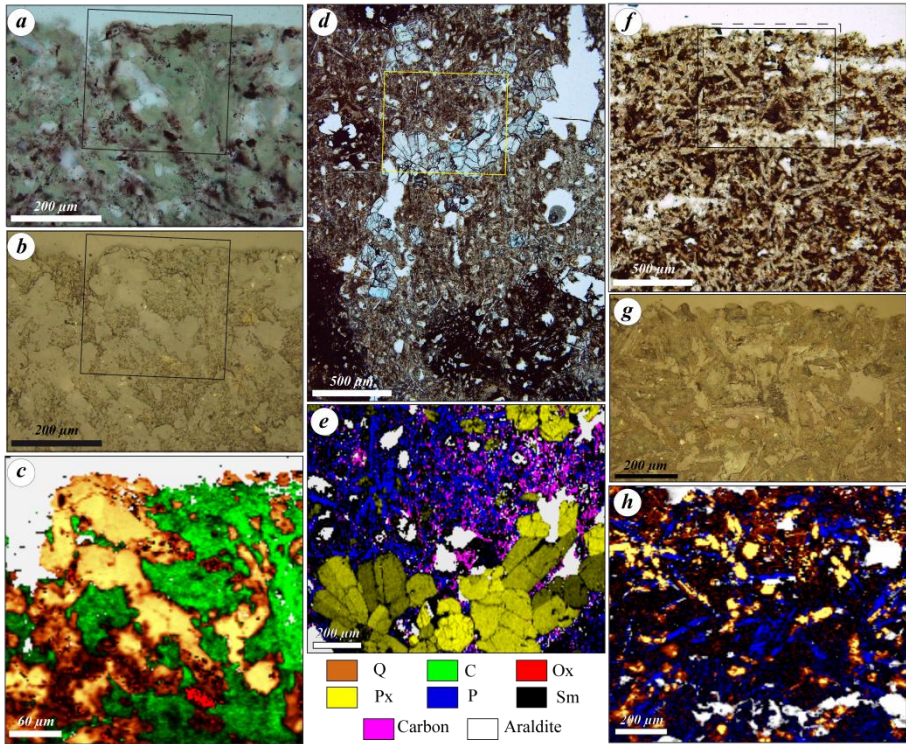 a
200 µm
b
200 µm
c
60 µm
d
500 µm
e
200 µm
Q C Ox
Px P Sm
Carbon Araldite
f
500 µm
g
200 µm
h
200 µm